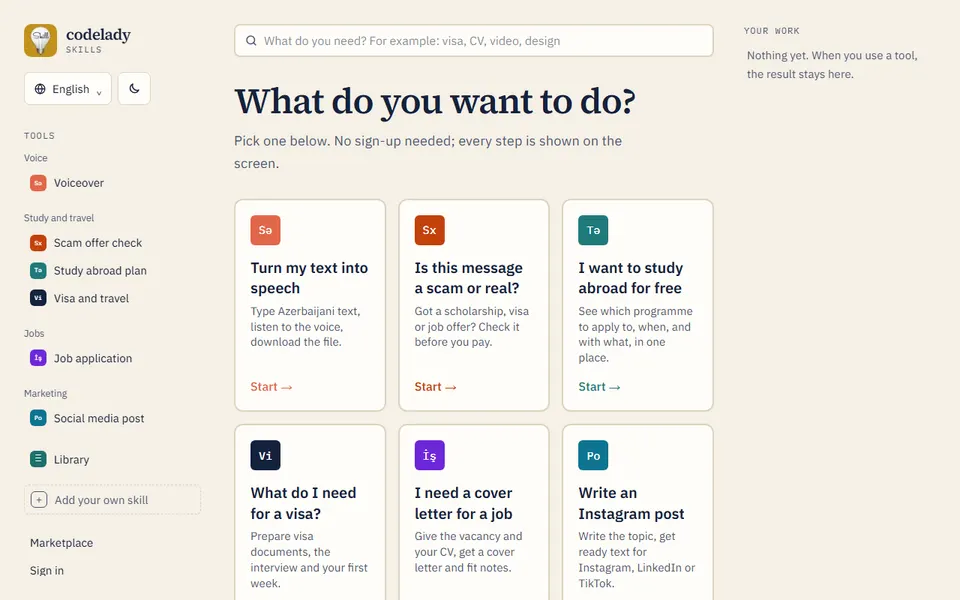 codelady
SKILLS
English
TOOLS
Voice
Sə
Voiceover
Study and travel
Sx
Scam offer check
Tə
Study abroad plan
Vi
Visa and travel
Jobs
İş
Job application
Marketing
Po
Social media post
Library
+
Add your own skill
Marketplace
Sign in
What do you need? For example: visa, CV, video, design
What do you want to do?
Pick one below. No sign-up needed; every step is shown on the
screen.
Sə
Turn my text into
speech
Type Azerbaijani text,
listen to the voice,
download the file.
Start →
Sx
Is this message
a scam or real?
Got a scholarship, visa
or job offer? Check it
before you pay.
Start →
Tə
I want to study
abroad for free
See which programme
to apply to, when, and
with what, in one
place.
Start →
Vi
What do I need
for a visa?
Prepare visa
documents, the
interview and your first
week.
İş
I need a cover
letter for a job
Give the vacancy and
your CV, get a cover
letter and fit notes.
Po
Write an
Instagram post
Write the topic, get
ready text for
Instagram, LinkedIn or
TikTok.
YOUR WORK
Nothing yet. When you use a tool,
the result stays here.